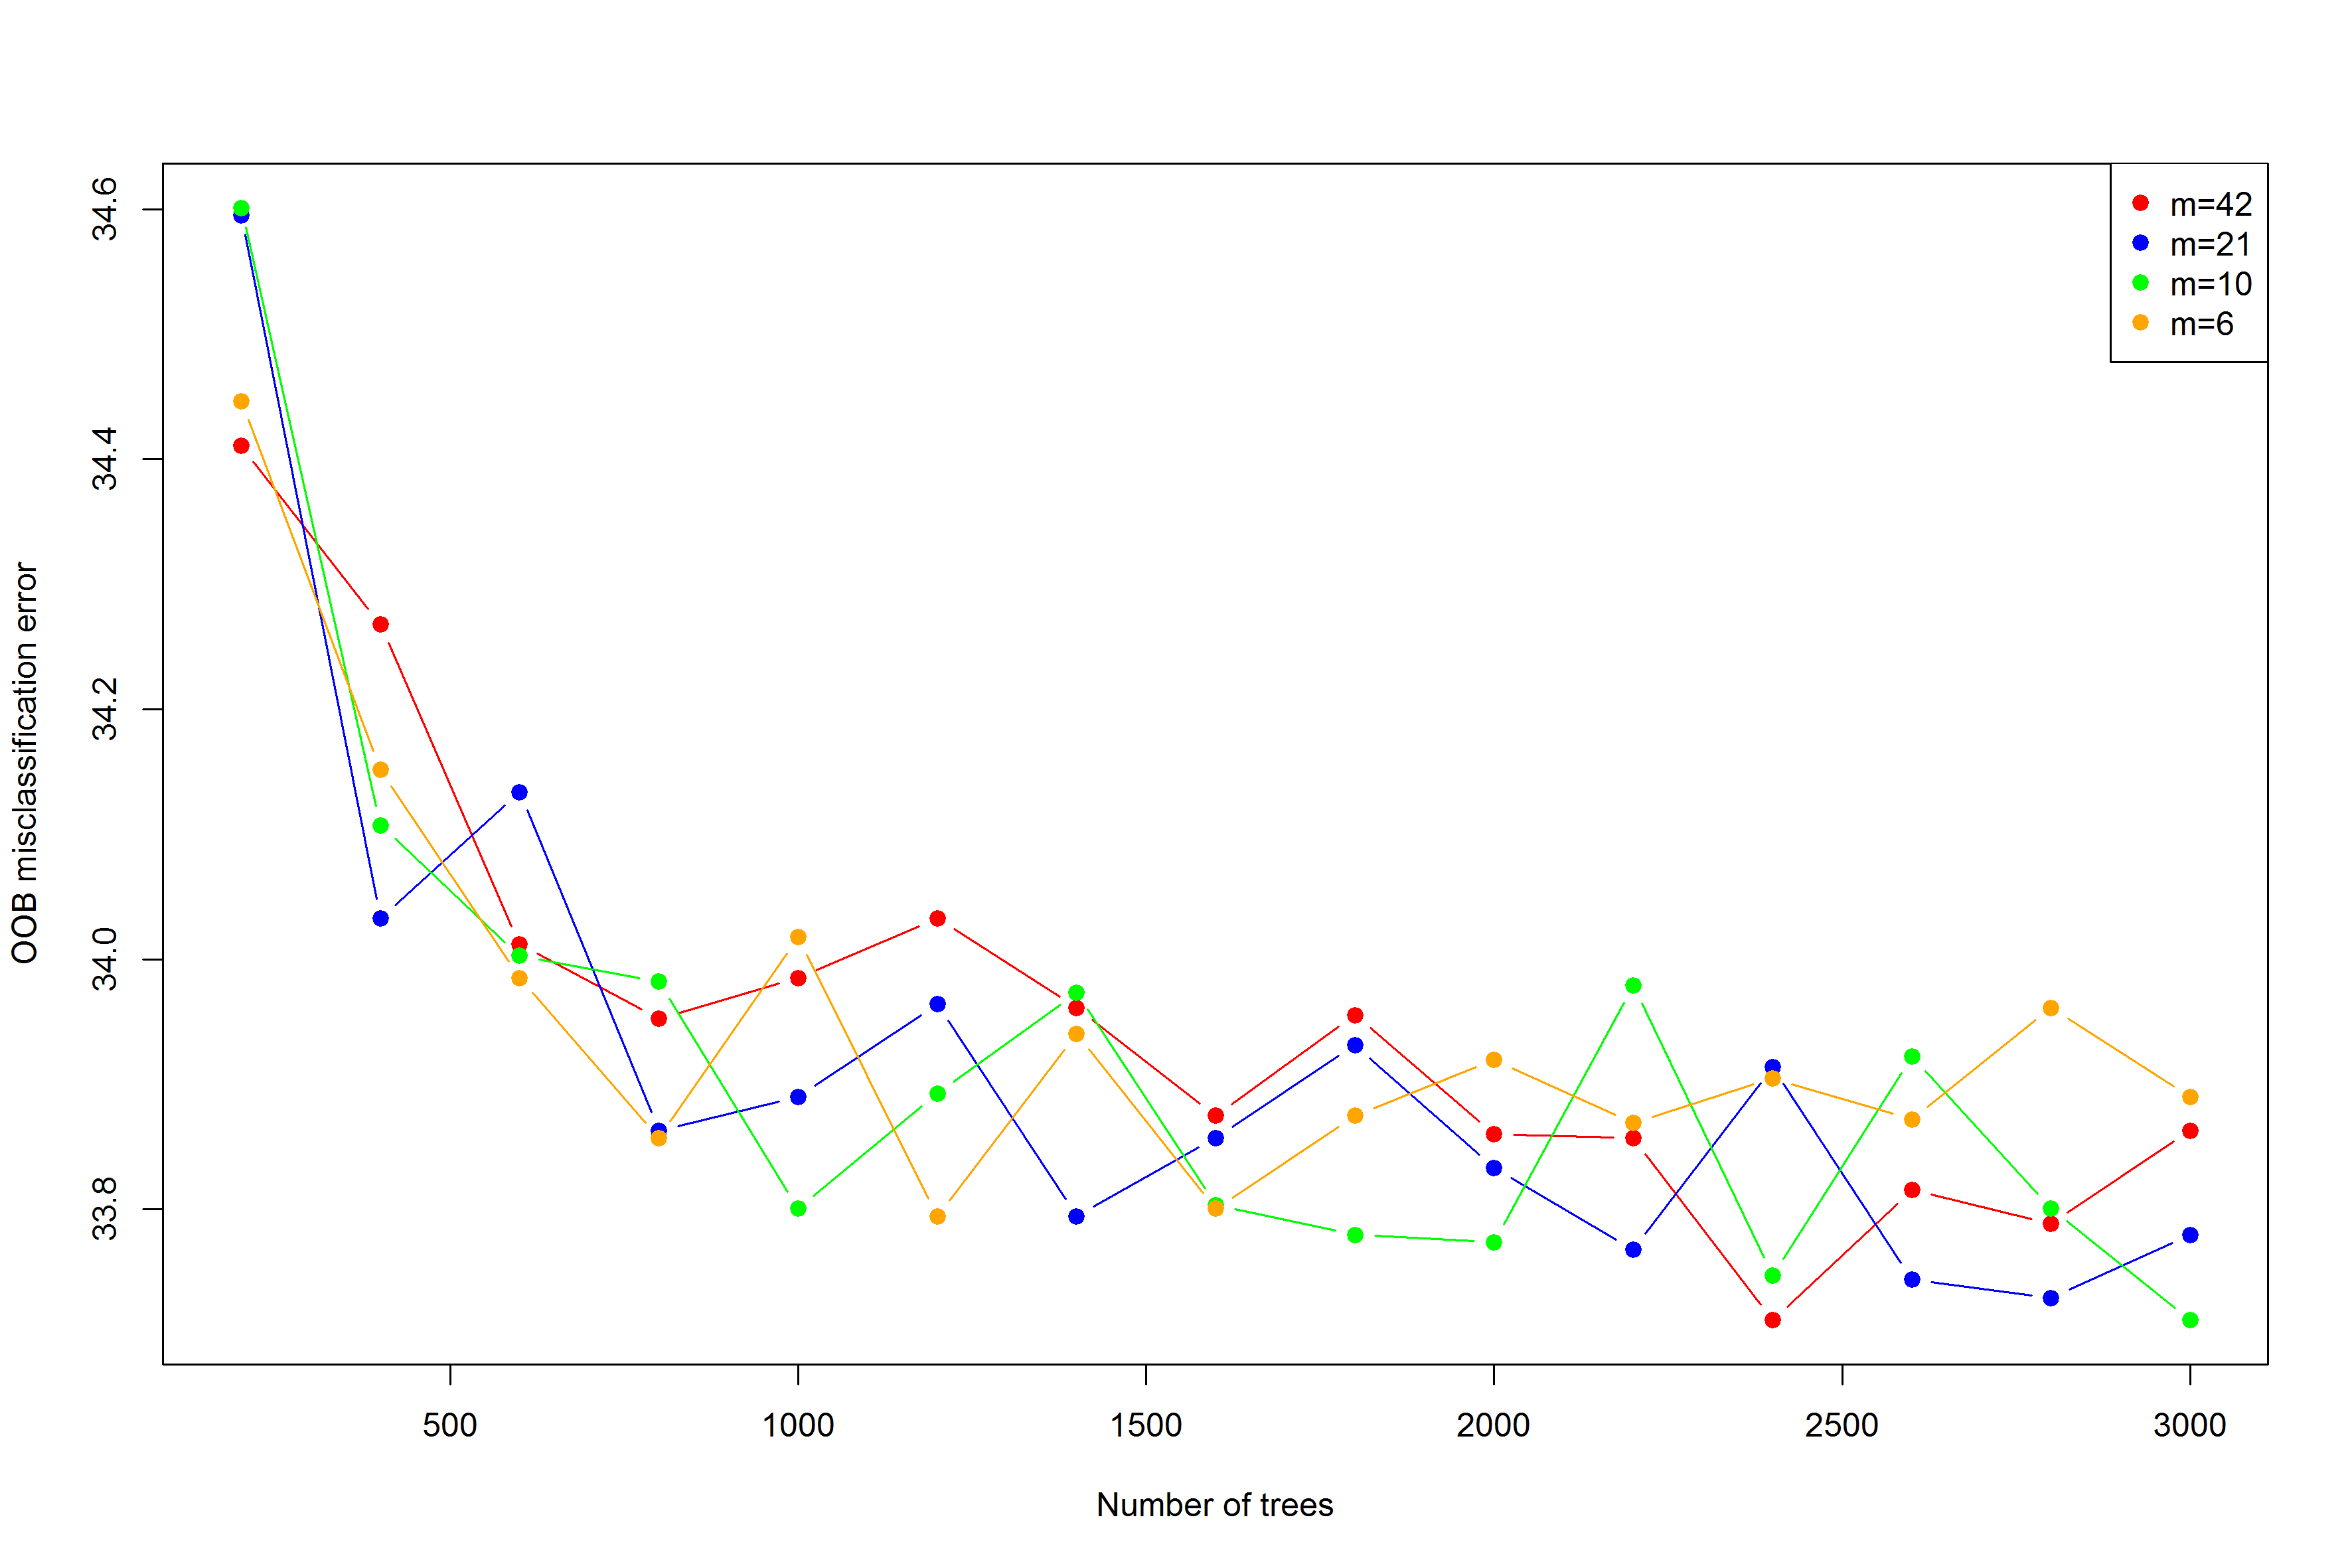 m=42
m=21
m=10
m=6
OOB misclassification error
34.6
34.4
34.2
34.0
33.8
500
1000
1500
2000
2500
3000
Number of trees